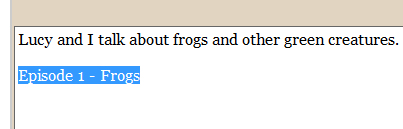 Lucy and I talk about frogs and other green creatures.
Episode 1 - Frogs